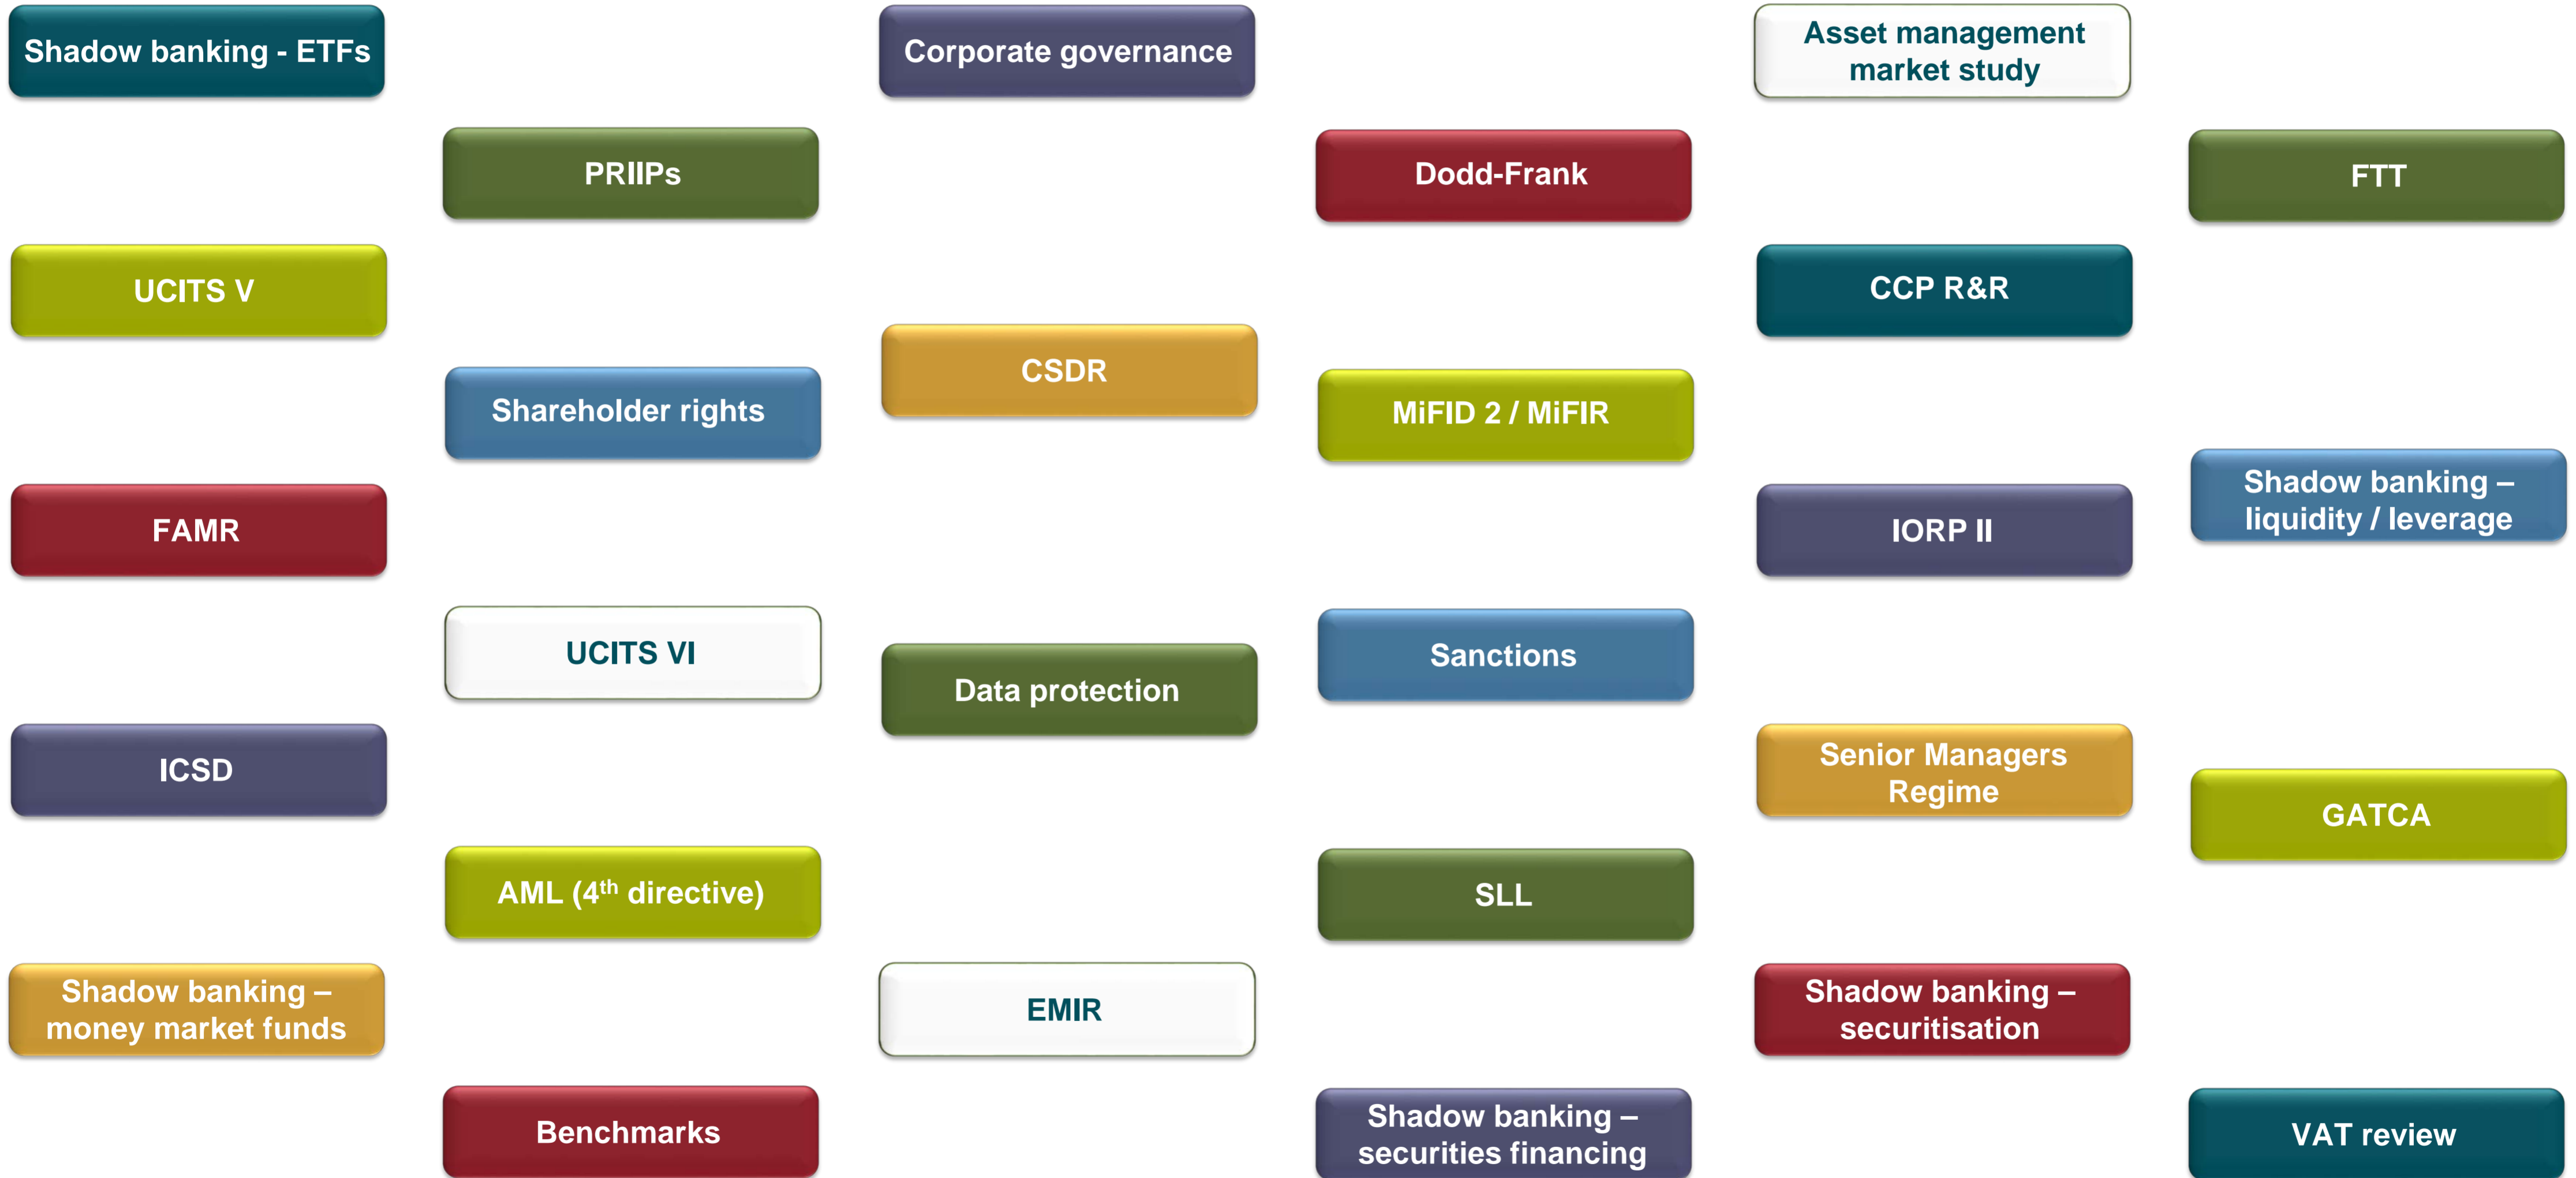 Shadow banking - ETFs
Corporate governance
Asset management
market study
PRIIPs
Dodd-Frank
FTT
UCITS V
CCP R&R
CSDR
Shareholder rights
MiFID 2 / MiFIR
Shadow banking –
liquidity / leverage
FAMR
IORP II
UCITS VI
Sanctions
Data protection
ICSD
Senior Managers
Regime
GATCA
AML (4th directive)
SLL
Shadow banking –
money market funds
EMIR
Shadow banking –
securitisation
Benchmarks
Shadow banking –
securities financing
VAT review